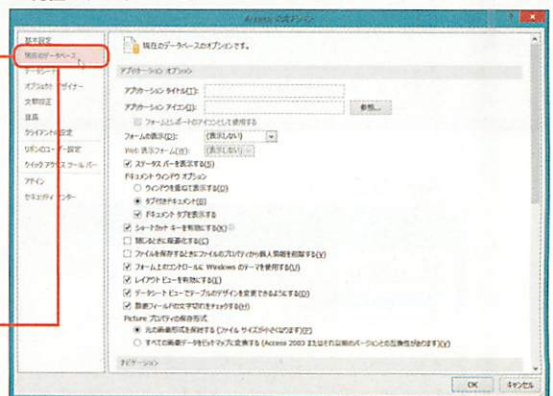 Access のオプション
基本設定
現在のデータベース
データシート
オブジェクト デザイナー
文章校正
言語
クライアントの設定
リボンのユーザー設定
クイック アクセス ツール バー
アドイン
セキュリティ センター
現在のデータベースのオプションです。
アプリケーション オプション
アプリケーション タイトル(T):
アプリケーション アイコン(I):
参照...
フォームとレポートのアイコンとして使用する
フォームの表示(D):
(表示しない)
Web 表示フォーム(W):
(表示しない)
ステータス バーを表示する(S)
ドキュメント ウィンドウ オプション
ウィンドウを重ねて表示する(O)
タブ付きドキュメント(B)
ドキュメント タブを表示する
ショートカット キーを有効にする(K)
閉じるときに最適化する(C)
ファイルを保存するときにファイルのプロパティから個人情報を削除する(V)
フォーム上のコントロールに Windows のテーマを使用する(U)
レイアウト ビューを有効にする(L)
データシート ビューでテーブルのデザインを変更できるようにする(D)
数値フィールドの文字切れをチェックする(H)
Picture プロパティの保存形式
元の画像形式を保持する (ファイル サイズが小さくなります)(P)
すべての画像データをビットマップに変換する (Access 2003 またはそれ以前のバージョンとの互換性があります)(V)
ナビゲーション
OK
キャンセル